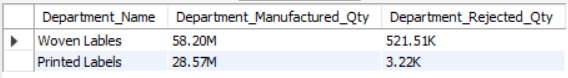 Department_Name Department_Manufactured_Qty Department_Rejected_Qty
Woven Lables 58.20M 521.51K
Printed Labels 28.57M 3.22K